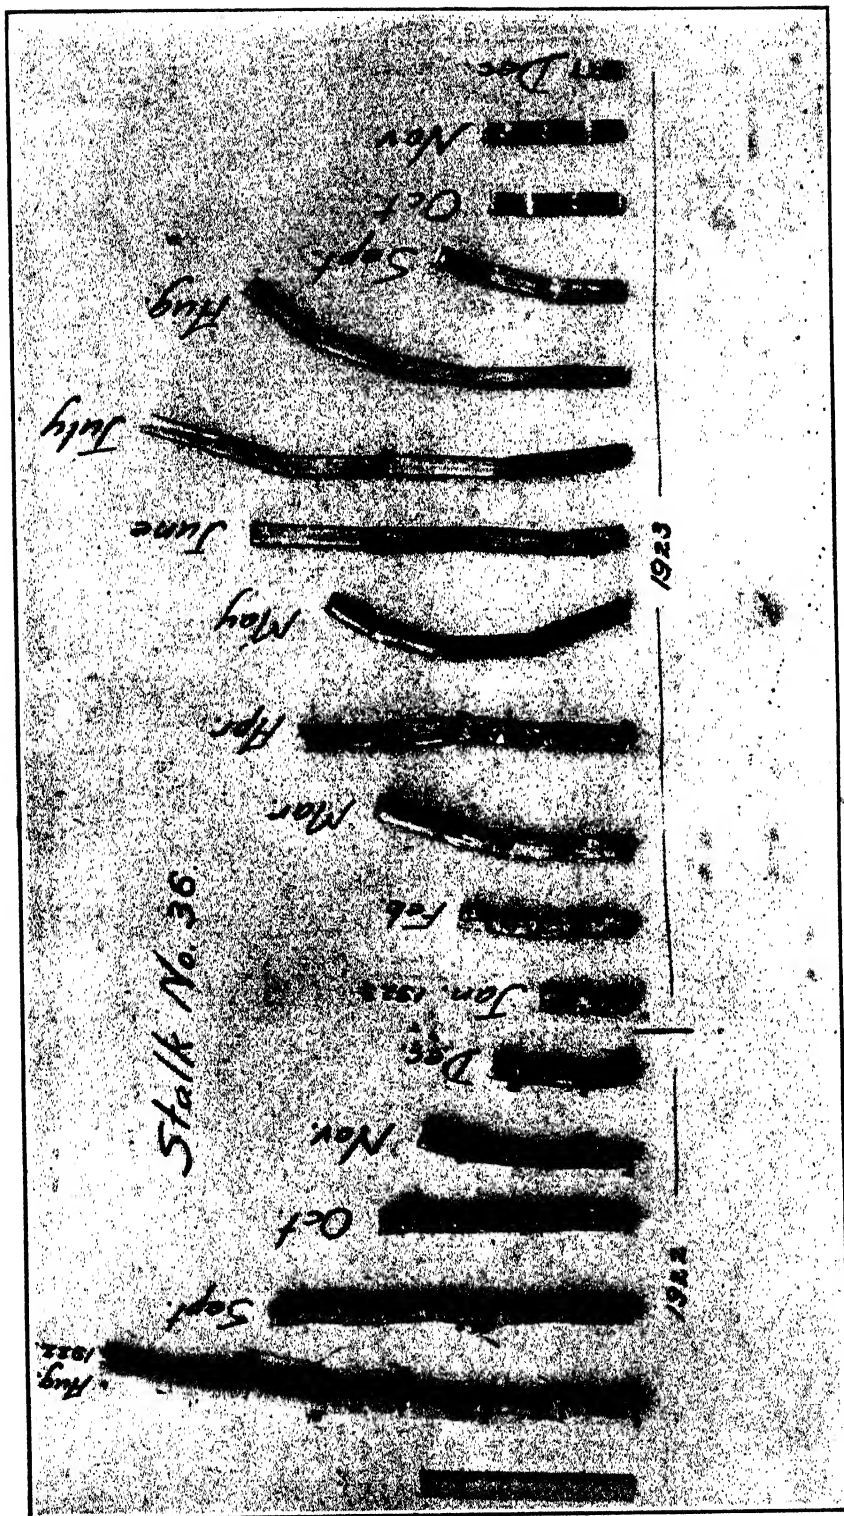 Dec.
Nov
Oct
Sept.
Aug.
July
June
May
Apr.
Mar.
Feb
Jan. 1923
Dec.
Nov.
Oct
Sept.
Aug. 1922.
1923
1922
Stalk No. 36.